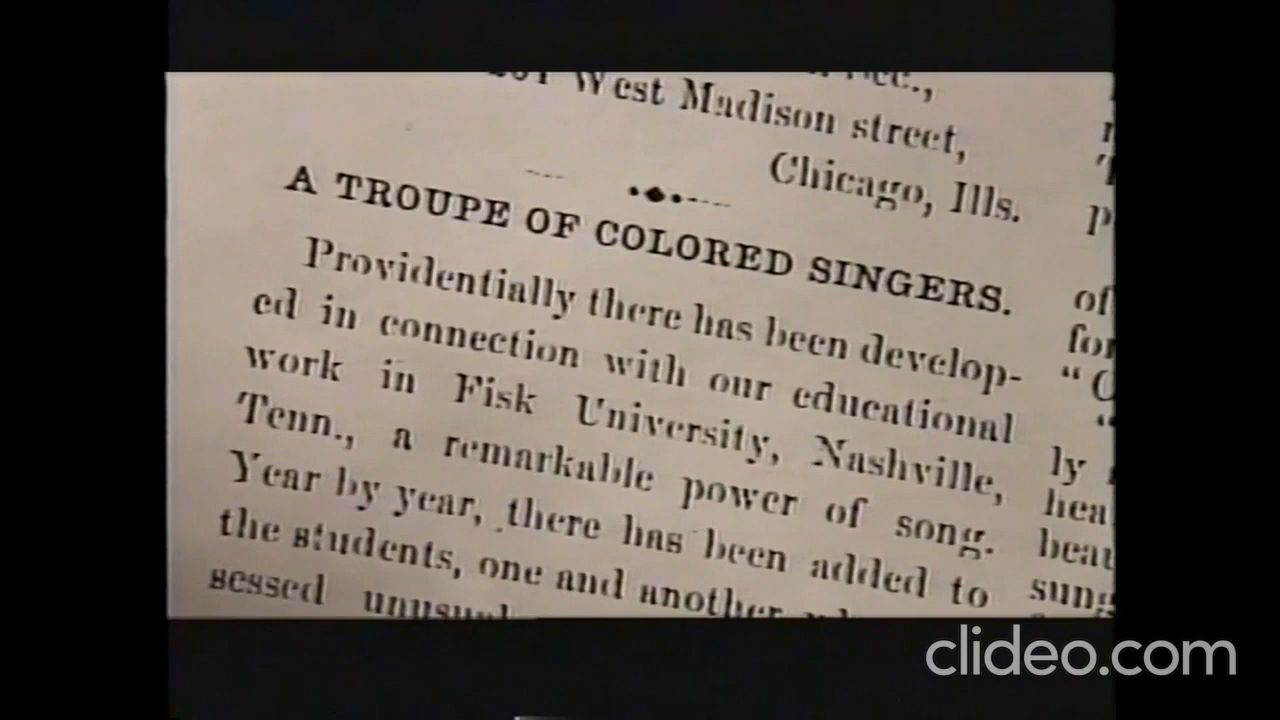 West Madison street,
Chicago, Ills.
A TROUPE OF COLORED SINGERS.
Providentially there has been develop-
ed in connection with our educational
work in Fisk University, Nashville,
Tenn., a remarkable power of song.
Year by year, there has been added to
the students, one and another
sessed unusual
of
for
ly
sung
clideo.com